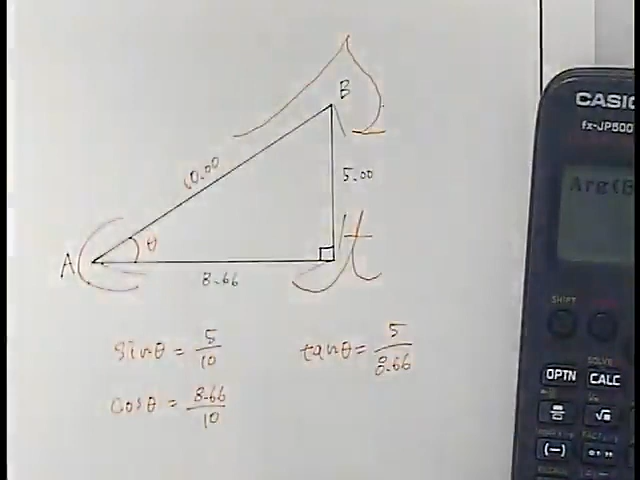 B
10.00
5.00
θ
A
8.66
sinθ = 5/10
tanθ = 5/8.66
cosθ = 8.66/10
CASIO
fx-JP500
Arg(B
SHIFT
SOLVE
OPTN
CALC
√
(−)